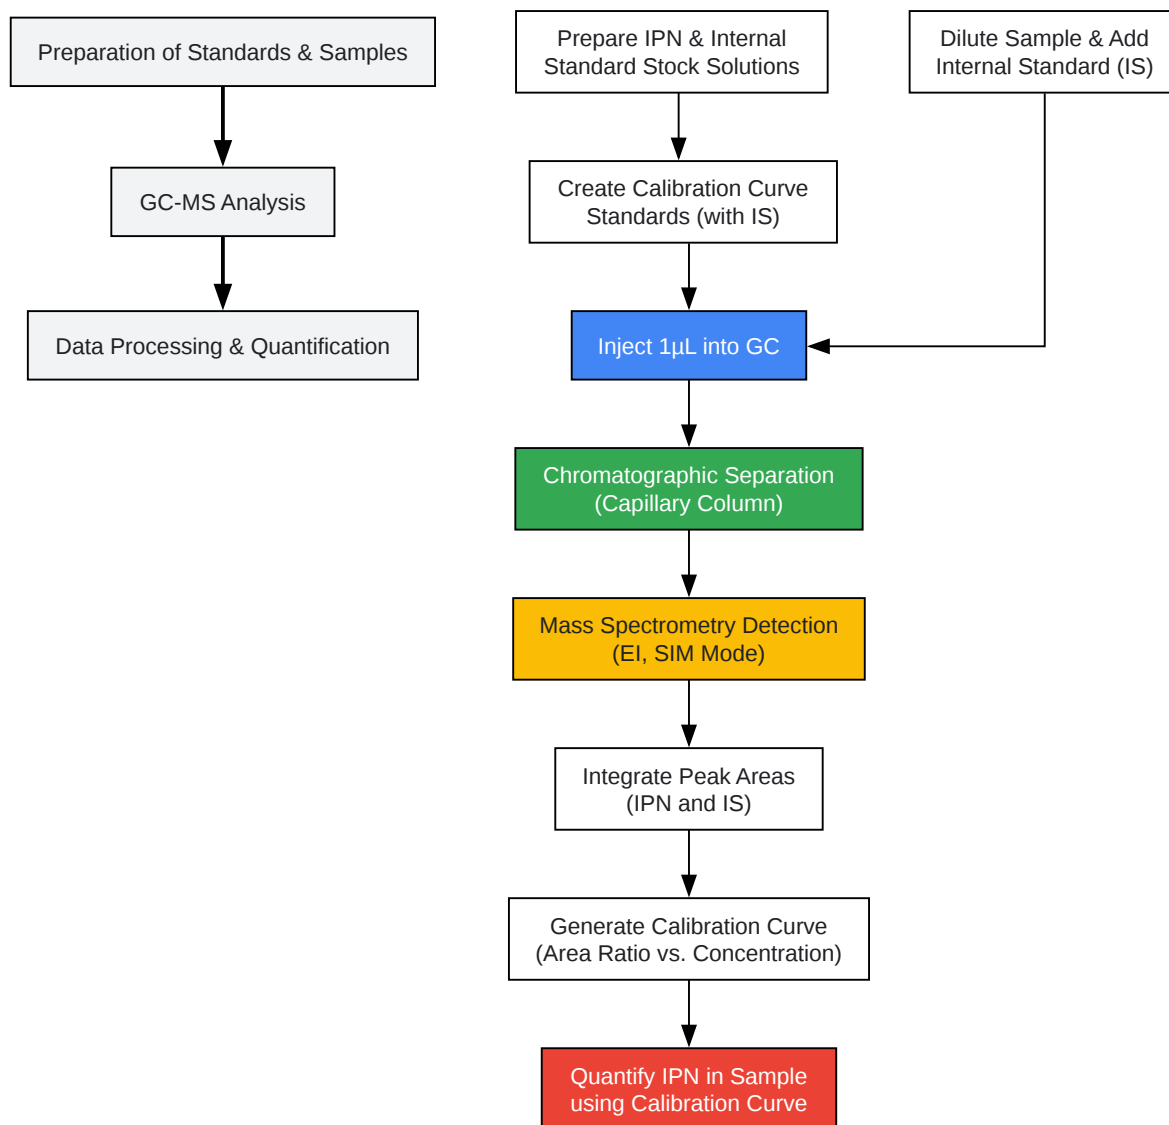 Preparation of Standards & Samples
GC-MS Analysis
Data Processing & Quantification
Prepare IPN & Internal
Standard Stock Solutions
Dilute Sample & Add
Internal Standard (IS)
Create Calibration Curve
Standards (with IS)
Inject 1µL into GC
Chromatographic Separation
(Capillary Column)
Mass Spectrometry Detection
(EI, SIM Mode)
Integrate Peak Areas
(IPN and IS)
Generate Calibration Curve
(Area Ratio vs. Concentration)
Quantify IPN in Sample
using Calibration Curve